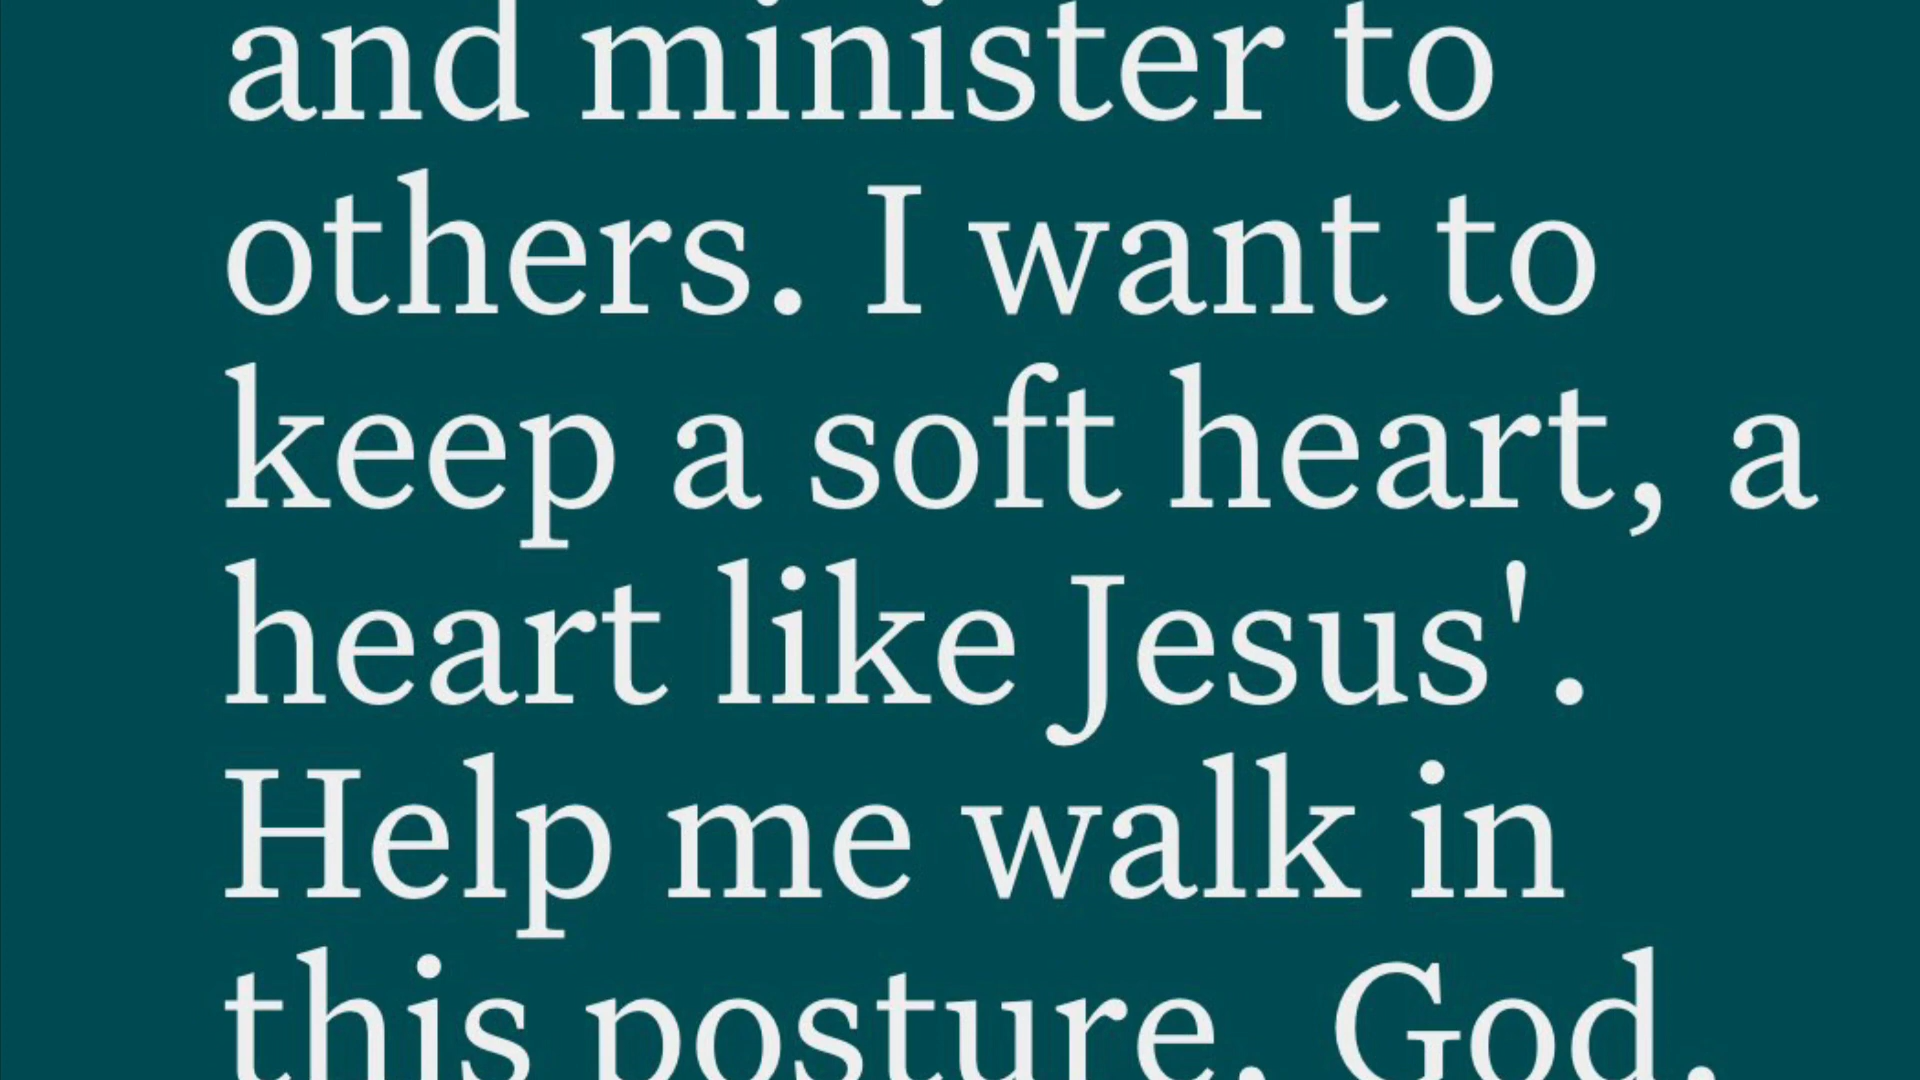 and minister to
others. I want to
keep a soft heart, a
heart like Jesus'.
Help me walk in
this posture, God.